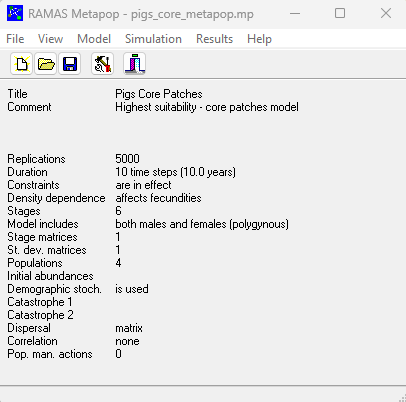 RAMAS Metapop - pigs_core_metapop.mp
File View Model Simulation Results Help
Title Pigs Core Patches
Comment Highest suitability - core patches model
Replications 5000
Duration 10 time steps (10.0 years)
Constraints are in effect
Density dependence affects fecundities
Stages 6
Model includes both males and females (polygynous)
Stage matrices 1
St. dev. matrices 1
Populations 4
Initial abundances
Demographic stoch. is used
Catastrophe 1
Catastrophe 2
Dispersal matrix
Correlation none
Pop. man. actions 0